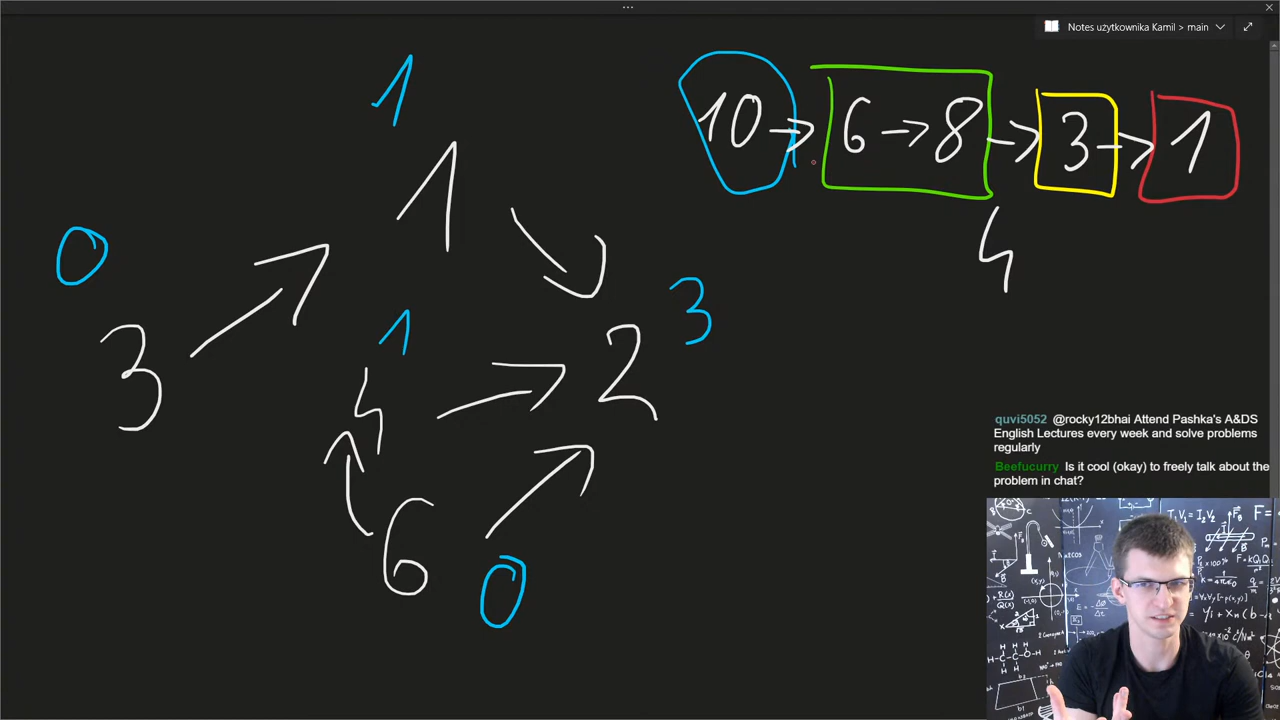 Notes użytkownika Kamil > main
1
10 → 6 → 8 → 3 → 1
1
0
4
3
1
3
4
2
6
0
quvi5052 @rocky12bhai Attend Pashka's A&DS
English Lectures every week and solve problems
regularly
Beefucurry Is it cool (okay) to freely talk about the
problem in chat?